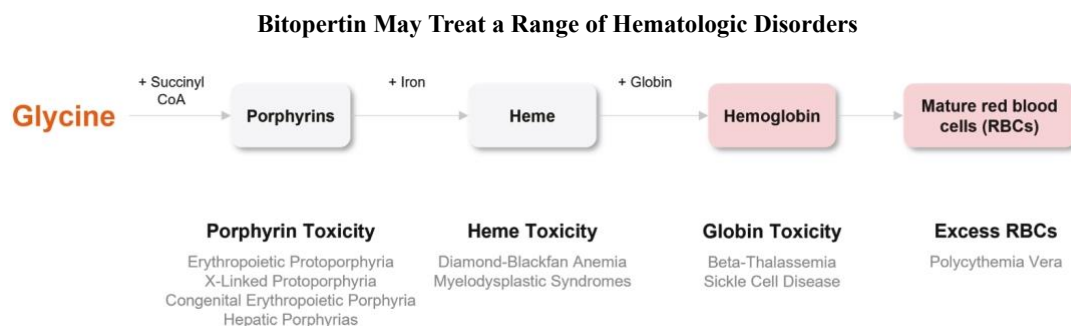 Bitopertin May Treat a Range of Hematologic Disorders
+ Succinyl
CoA
+ Iron
+ Globin
Glycine
Porphyrins
Heme
Hemoglobin
Mature red blood
cells (RBCs)
Porphyrin Toxicity
Erythropoietic Protoporphyria
X-Linked Protoporphyria
Congenital Erythropoietic Porphyria
Hepatic Porphyrias
Heme Toxicity
Diamond-Blackfan Anemia
Myelodysplastic Syndromes
Globin Toxicity
Beta-Thalassemia
Sickle Cell Disease
Excess RBCs
Polycythemia Vera